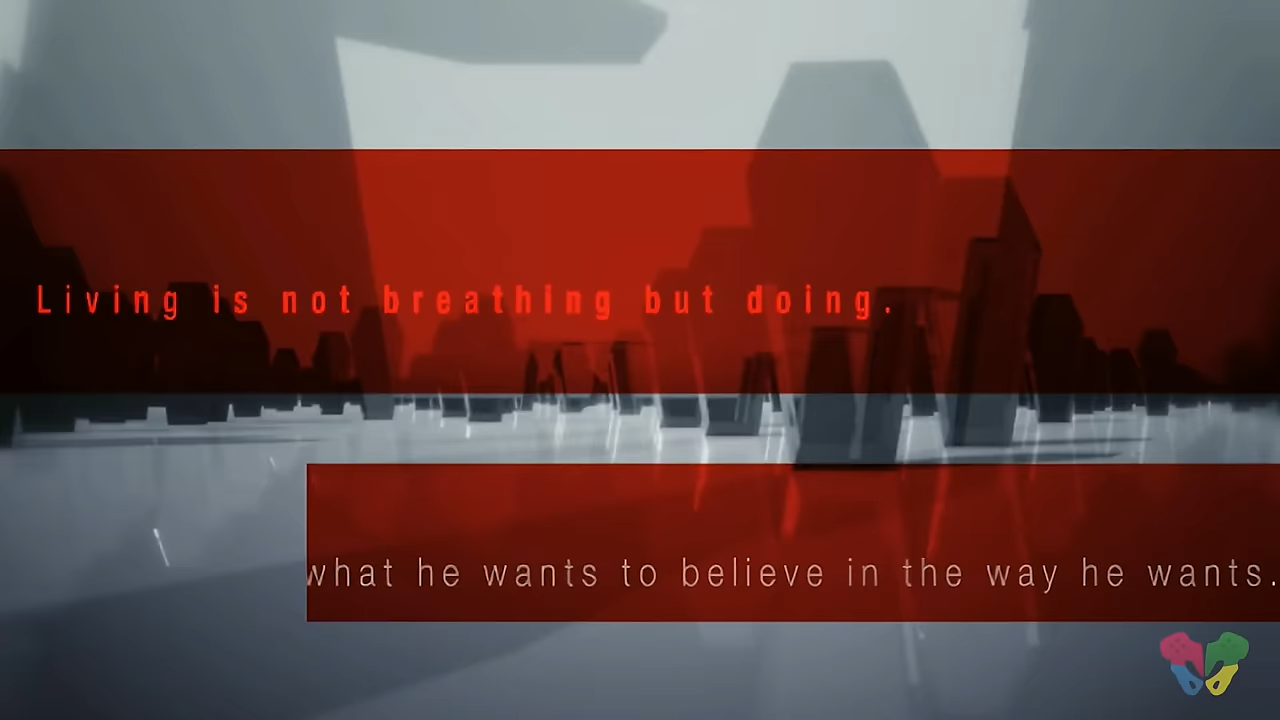 Living is not breathing but doing.
what he wants to believe in the way he wants.